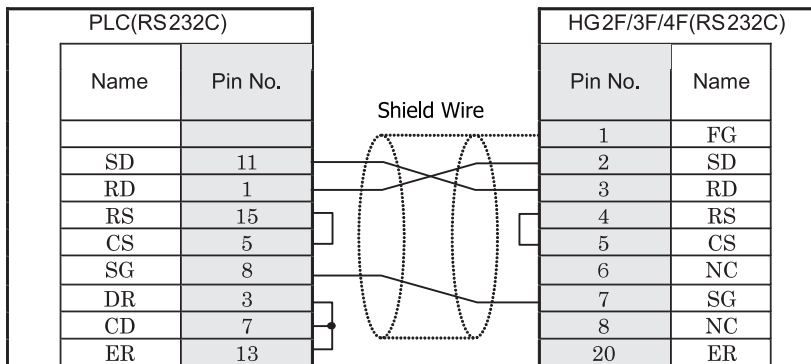 PLC(RS232C) HG2F/3F/4F(RS232C)
Name Pin No. Pin No. Name
Shield Wire
1 FG
SD 11 2 SD
RD 1 3 RD
RS 15 4 RS
CS 5 5 CS
SG 8 6 NC
DR 3 7 SG
CD 7 8 NC
ER 13 20 ER